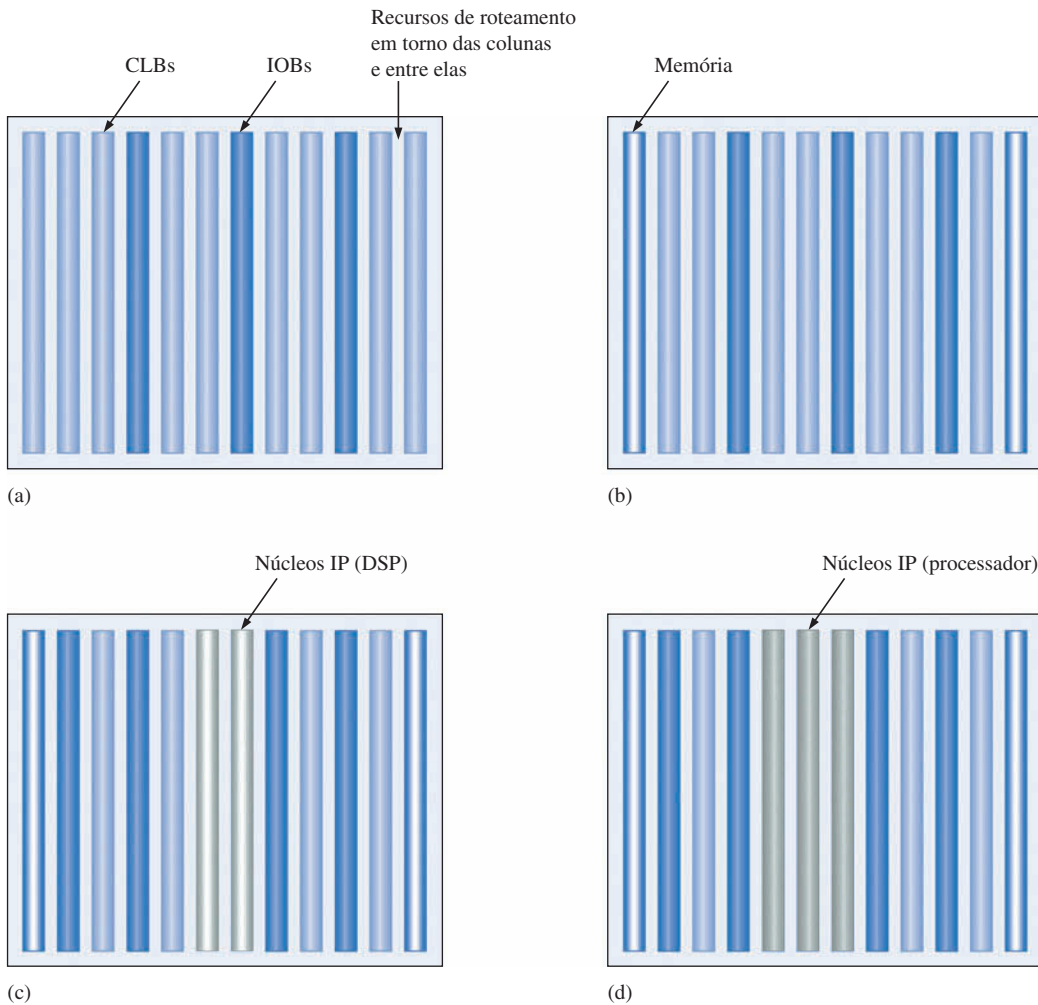 Recursos de roteamento
em torno das colunas
e entre elas
CLBs
IOBs
Memória
(a)
(b)
Núcleos IP (DSP)
Núcleos IP (processador)
(c)
(d)